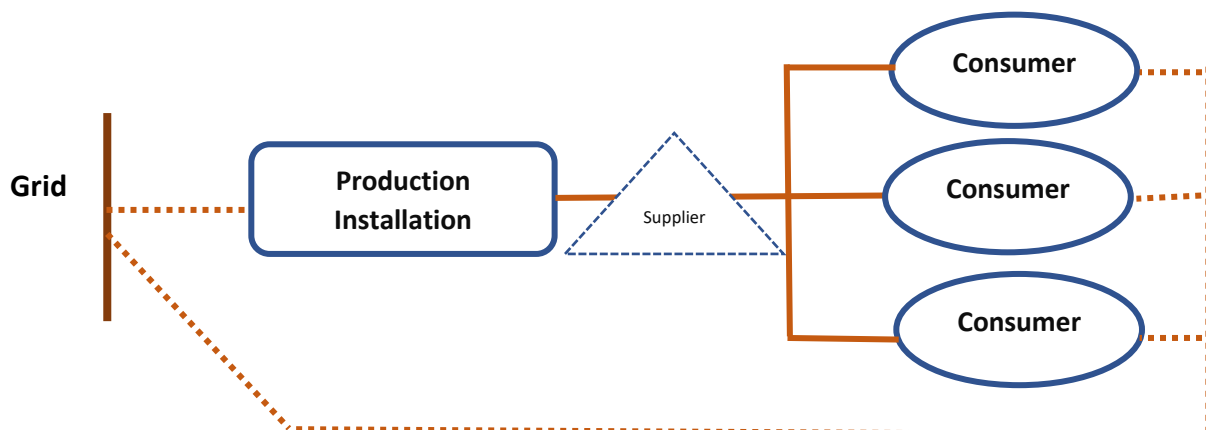 Consumer
Grid
Production
Installation
Supplier
Consumer
Consumer